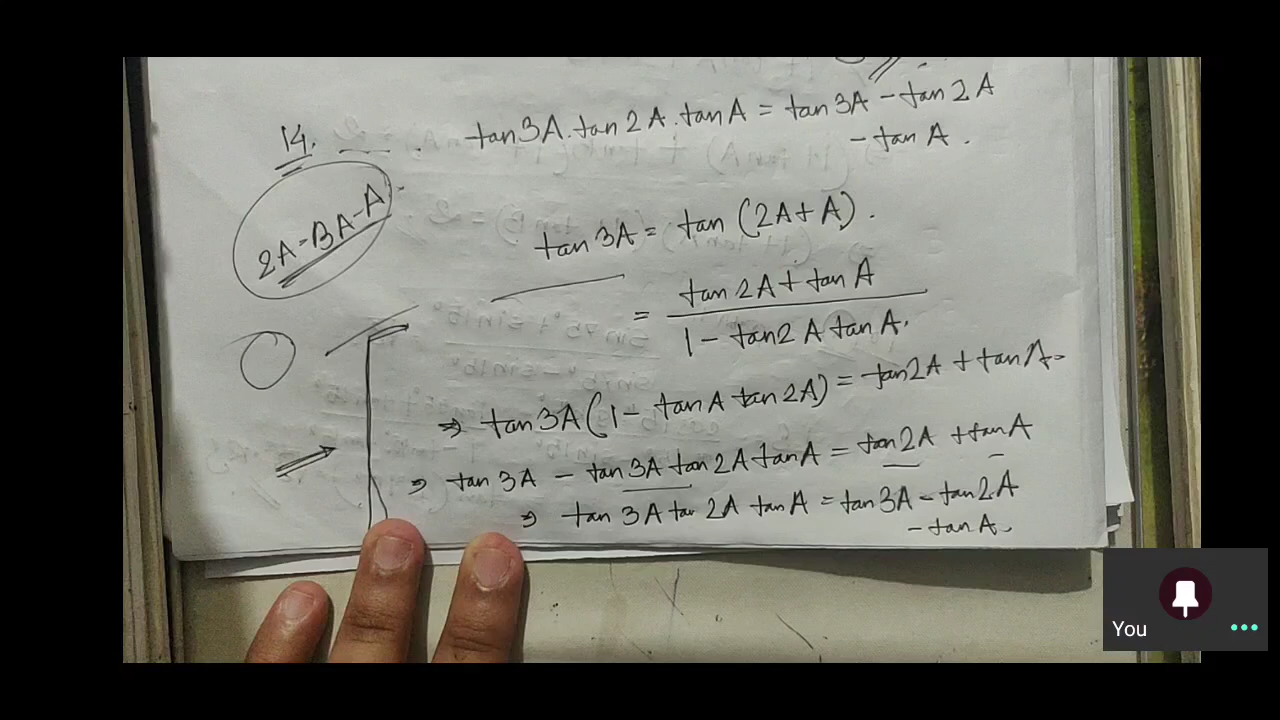 14. tan3A.tan2A.tanA = tan3A - tan2A
- tanA.
2A=3A-A
tan3A = tan(2A+A).
= tan2A + tanA
1 - tan2A tanA.
⇒ tan3A(1 - tanA tan2A) = tan2A + tanA.
⇒ tan3A - tan3A tan2A tanA = tan2A + tanA
⇒ tan3A tan2A tanA = tan3A - tan2A
- tanA.
You